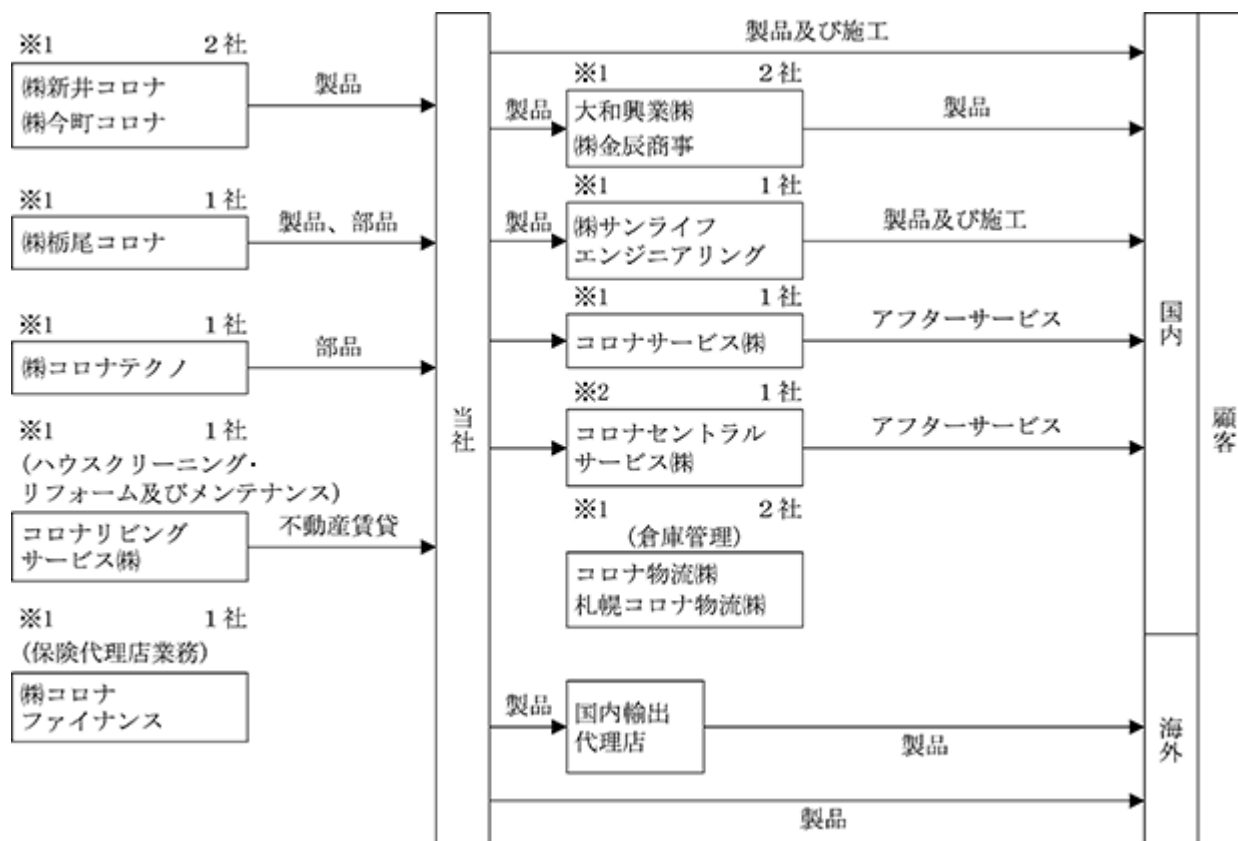 ※1 2社
㈱新井コロナ
㈱今町コロナ
製品
※1 1社
㈱栃尾コロナ
製品、部品
※1 1社
㈱コロナテクノ
部品
※1 1社
(ハウスクリーニング・
リフォーム及びメンテナンス)
コロナリビング
サービス㈱
不動産賃貸
※1 1社
(保険代理店業務)
㈱コロナ
ファイナンス
当社
製品及び施工
※1 2社
製品
大和興業㈱
㈱金辰商事
製品
※1 1社
製品
㈱サンライフ
エンジニアリング
製品及び施工
※1 1社
コロナサービス㈱
アフターサービス
※2 1社
コロナセントラル
サービス㈱
アフターサービス
※1 2社
(倉庫管理)
コロナ物流㈱
札幌コロナ物流㈱
製品
国内輸出
代理店
製品
製品
国内
海外
顧客